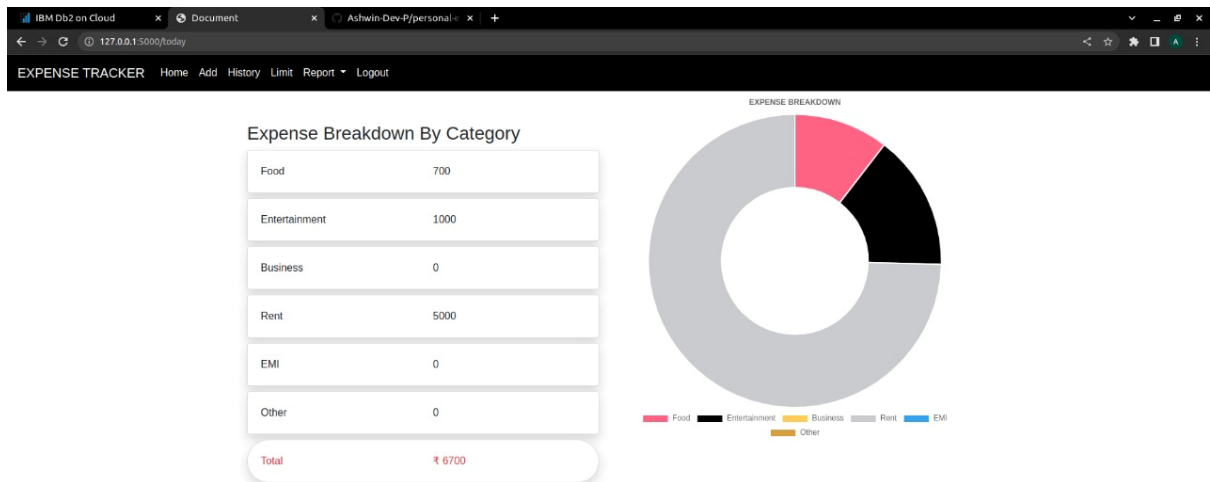 IBM Db2 on Cloud
Document
Ashwin-Dev-P/personal-e
127.0.0.1:5000/today
A
EXPENSE TRACKER Home Add History Limit Report Logout
Expense Breakdown By Category
Food 700
Entertainment 1000
Business 0
Rent 5000
EMI 0
Other 0
Total ₹ 6700
EXPENSE BREAKDOWN
Food Entertainment Business Rent EMI
Other